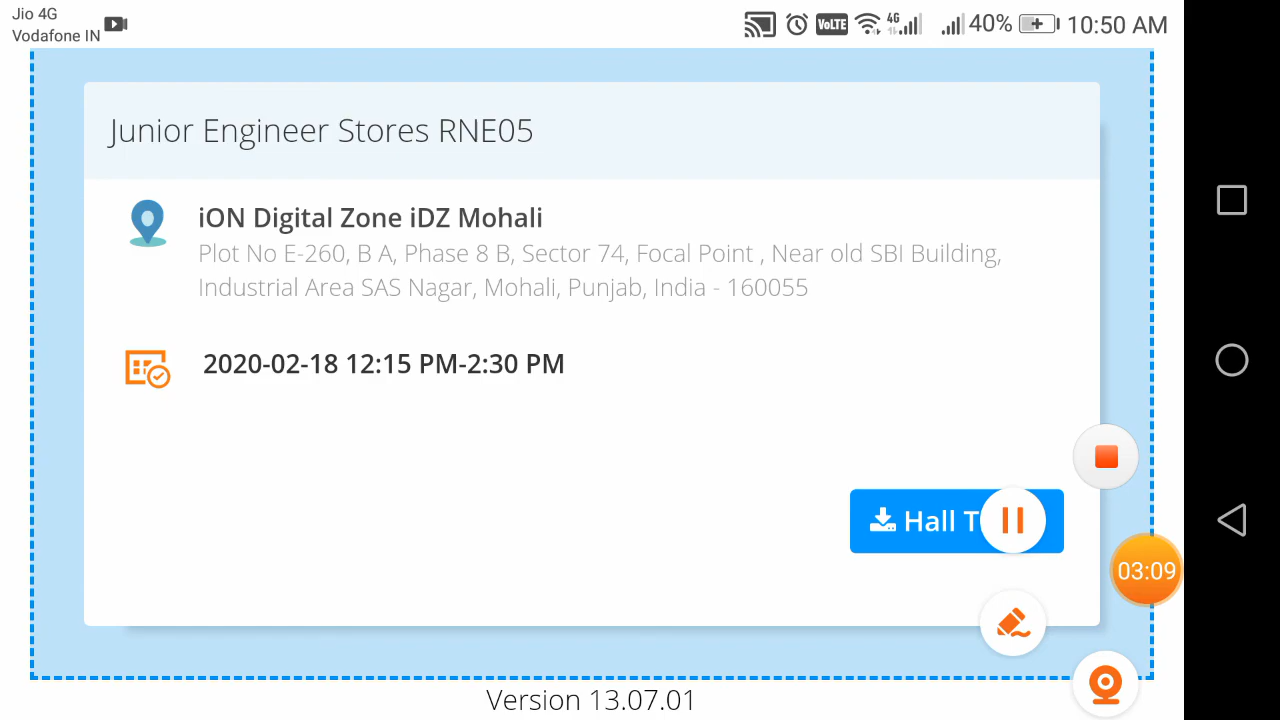 Jio 4G
Vodafone IN
VoLTE
4G
40%
10:50 AM
Junior Engineer Stores RNE05
iON Digital Zone iDZ Mohali
Plot No E-260, B A, Phase 8 B, Sector 74, Focal Point , Near old SBI Building,
Industrial Area SAS Nagar, Mohali, Punjab, India - 160055
2020-02-18 12:15 PM-2:30 PM
Hall T
03:09
Version 13.07.01